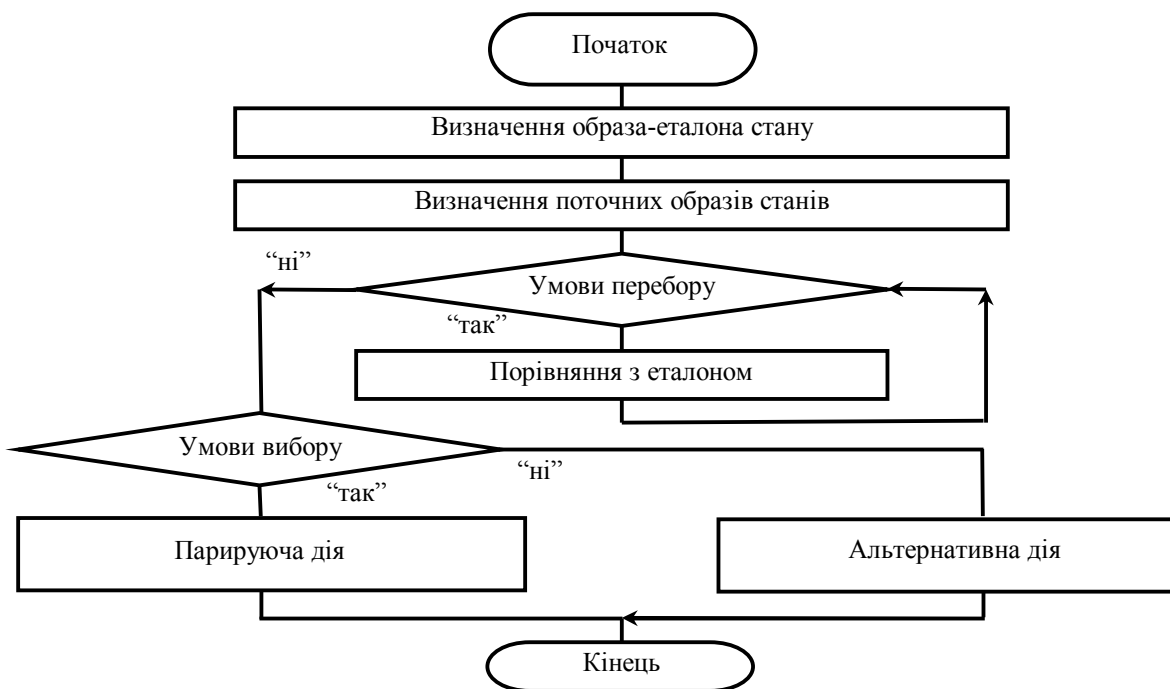 Початок
Визначення образа-еталона стану
Визначення поточних образів станів
“ні”
Умови перебору
“так”
Порівняння з еталоном
Умови вибору
“ні”
“так”
Парируюча дія
Альтернативна дія
Кінець